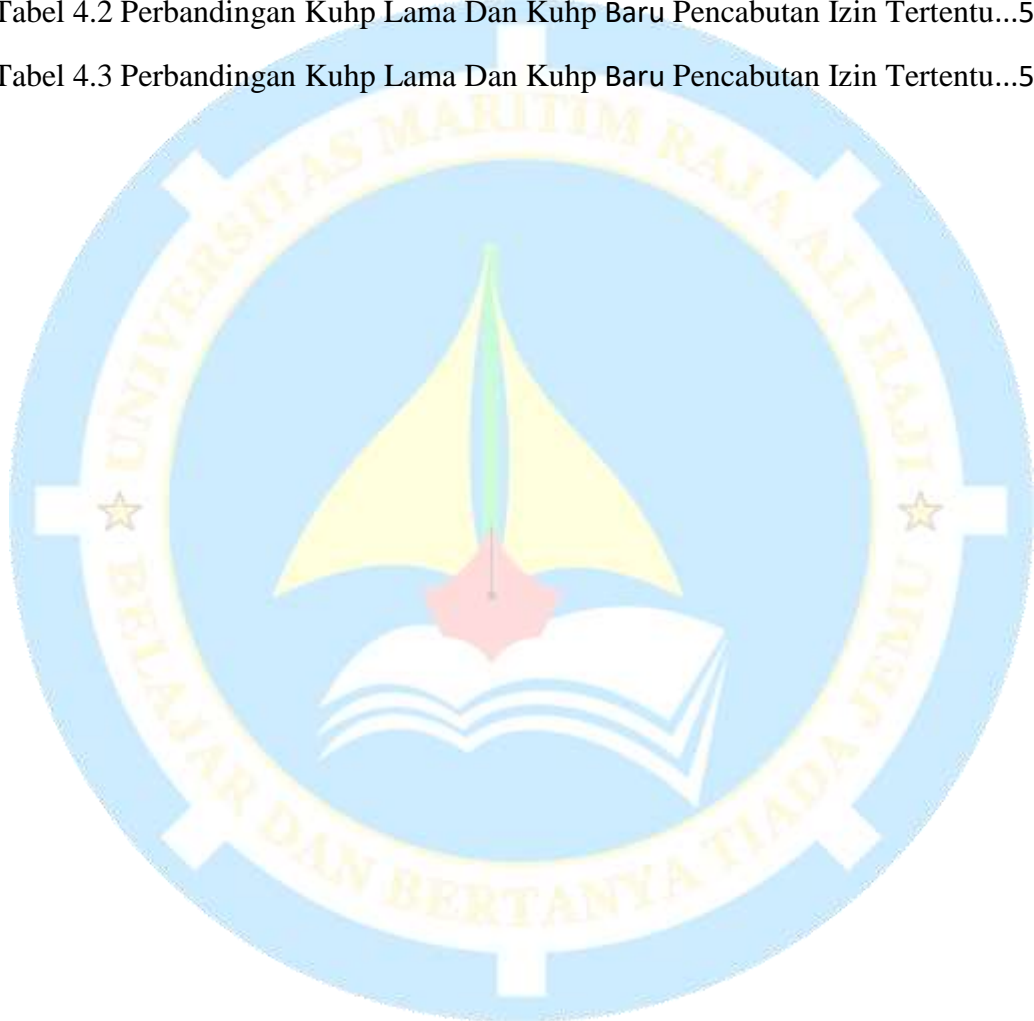 Tabel 4.2 Perbandingan Kuhp Lama Dan Kuhp Baru Pencabutan Izin Tertentu...5
Tabel 4.3 Perbandingan Kuhp Lama Dan Kuhp Baru Pencabutan Izin Tertentu...5
UNIVERSITAS MARITIM RAJA ALI HAJI
BELAJAR DAN BERTANYA TIADA JEMU